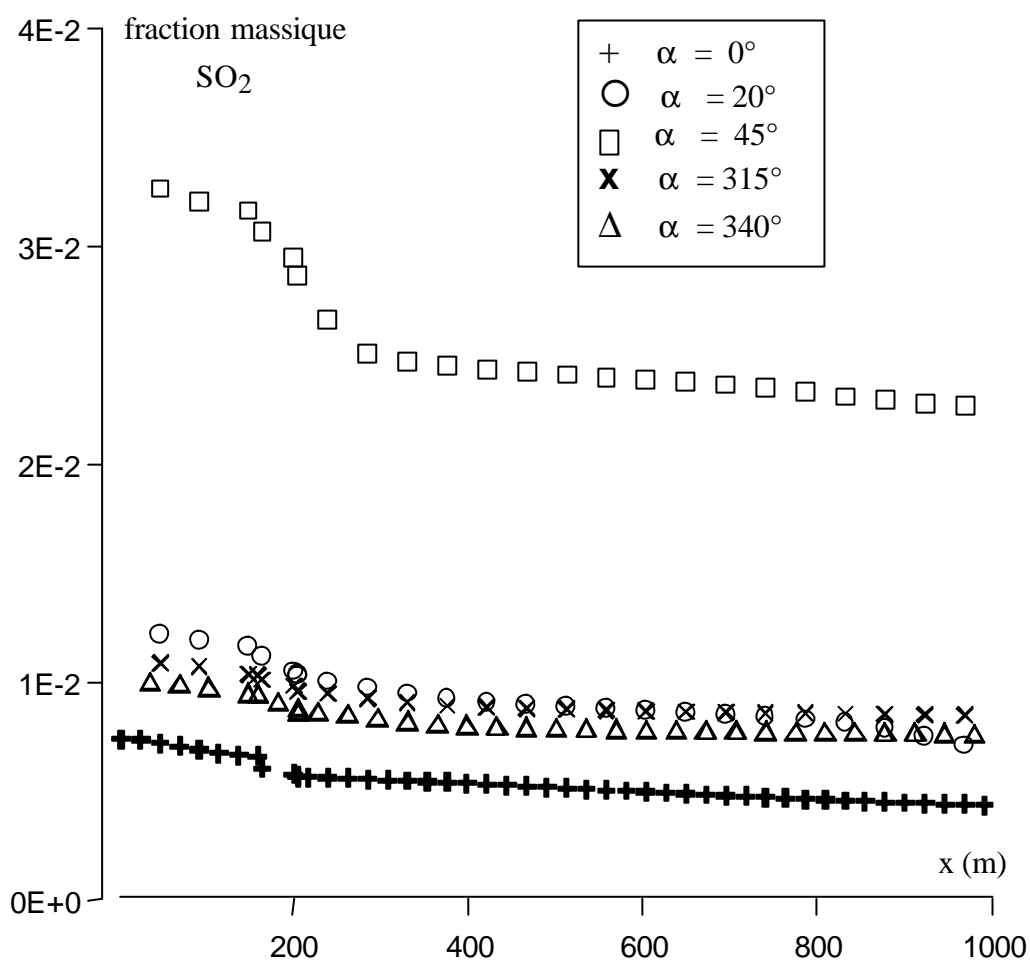 4E-2
fraction massique
SO2
+ α = 0°
α = 20°
α = 45°
x α = 315°
Δ α = 340°
3E-2
2E-2
1E-2
x (m)
0E+0
200 400 600 800 1000